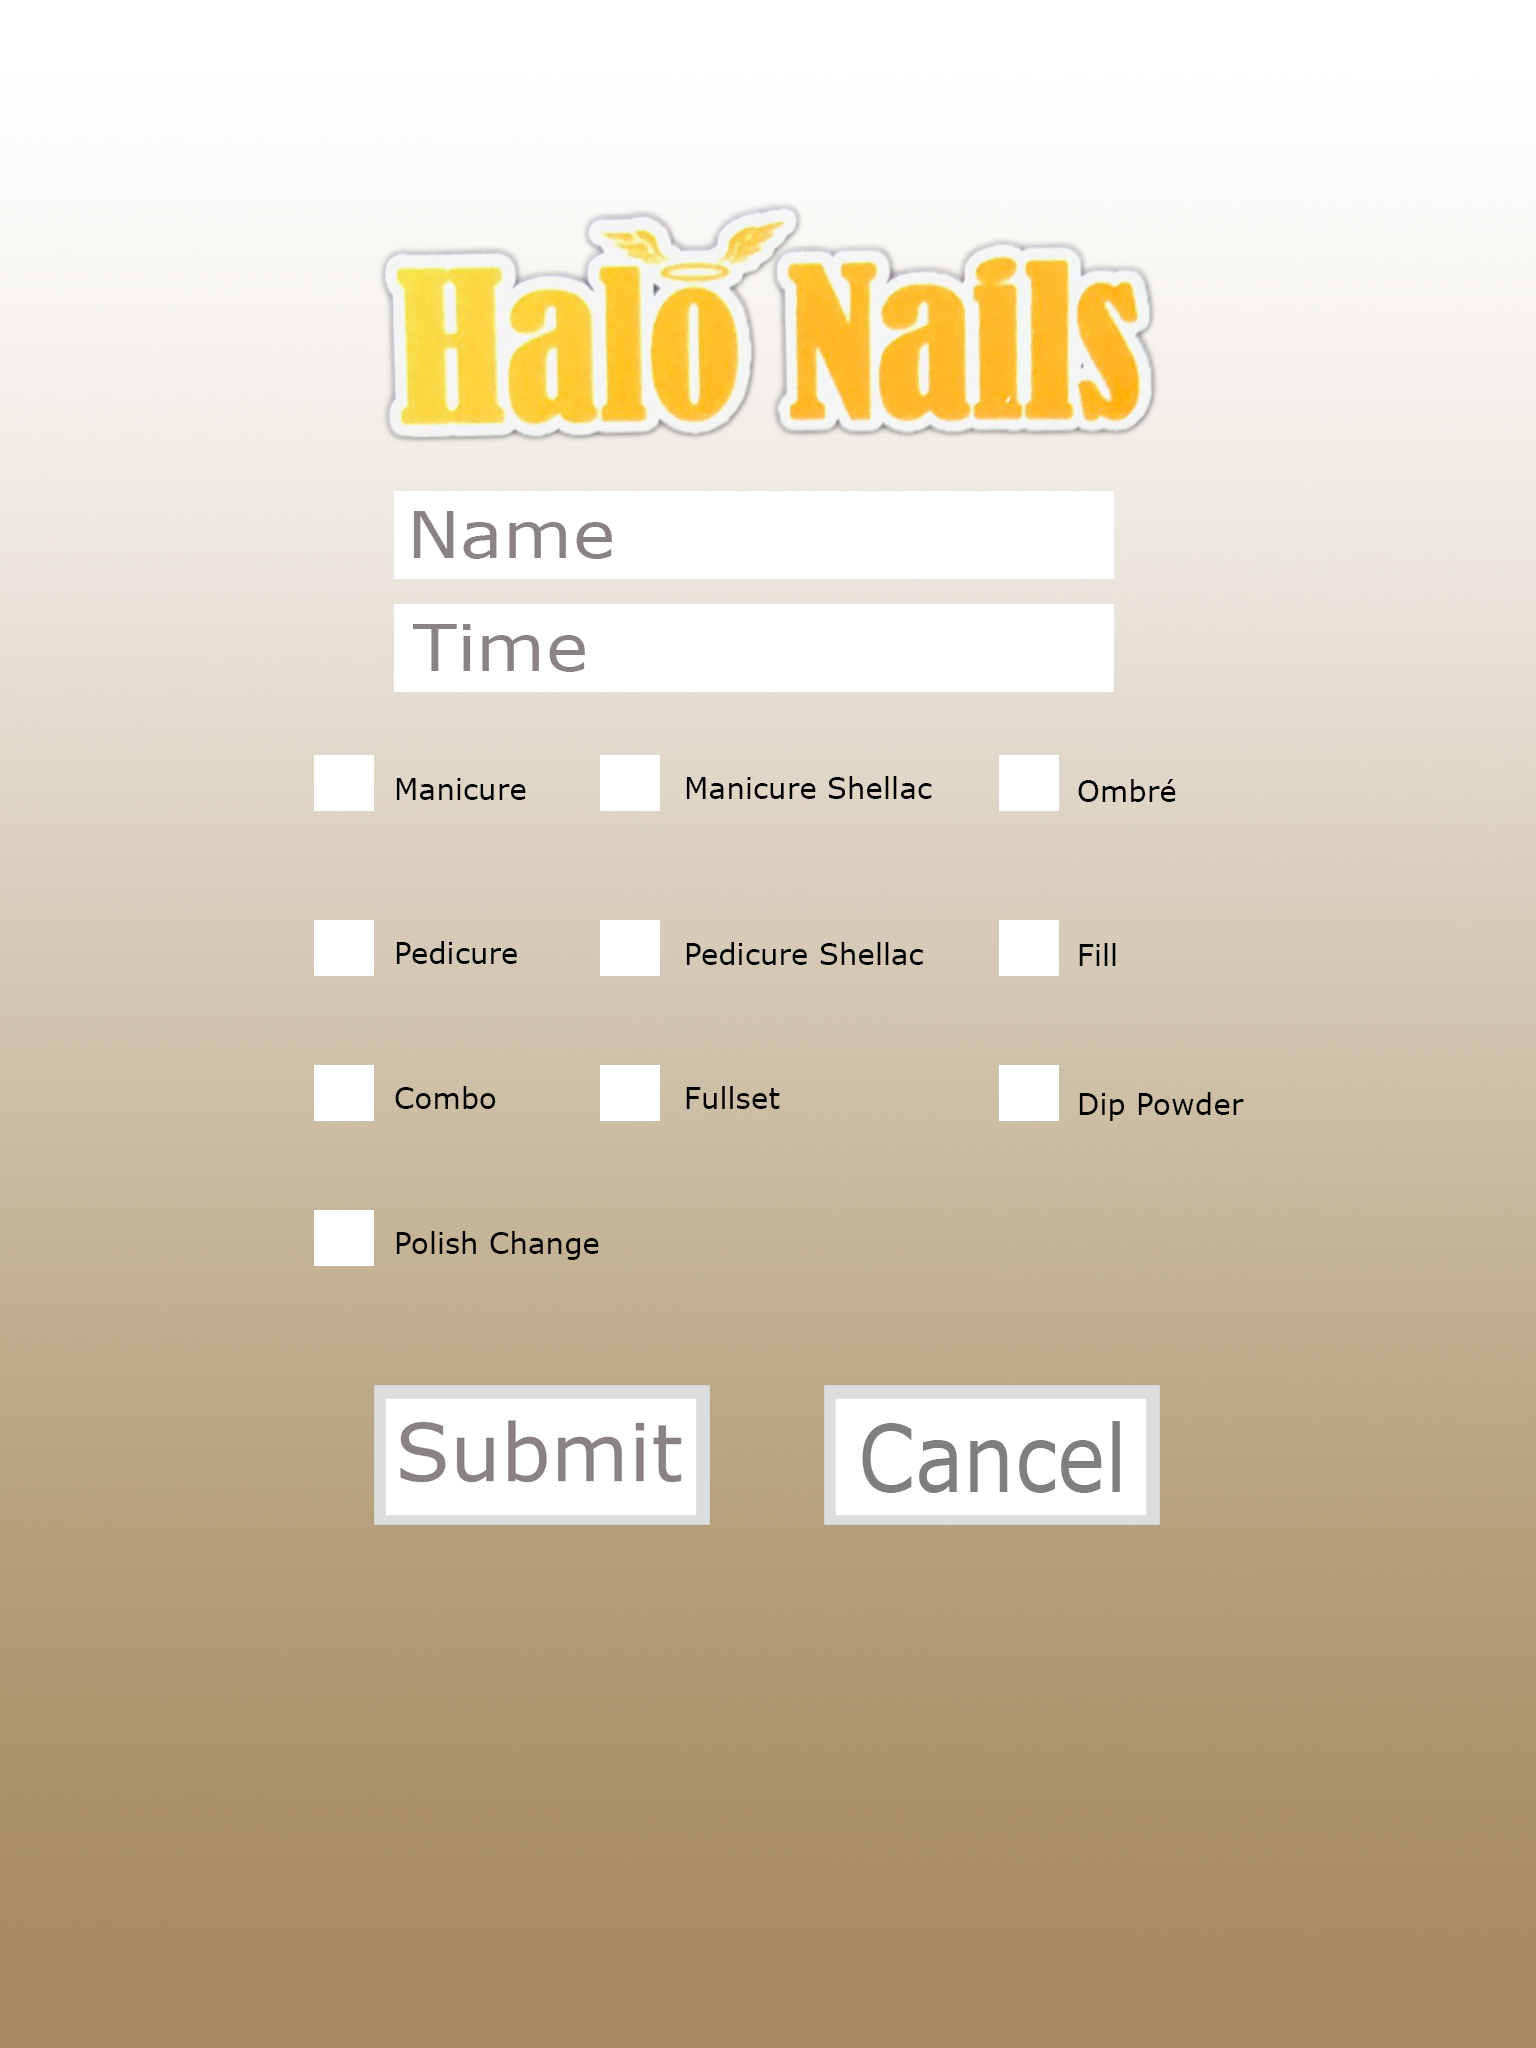 Halo Nails
Name
Time
Manicure
Manicure Shellac
Ombré
Pedicure
Pedicure Shellac
Fill
Combo
Fullset
Dip Powder
Polish Change
Submit
Cancel